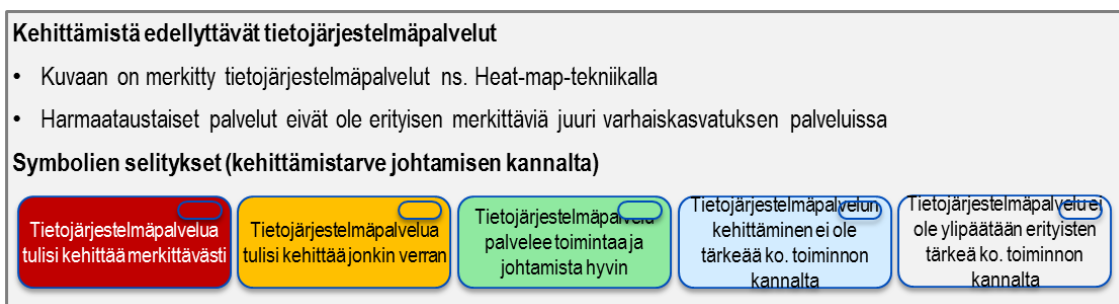 Kehittämistä edellyttävät tietojärjestelmäpalvelut
• Kuvaan on merkitty tietojärjestelmäpalvelut ns. Heat-map-tekniikalla
• Harmaataustaiset palvelut eivät ole erityisen merkittäviä juuri varhaiskasvatuksen palveluissa
Symbolien selitykset (kehittämistarve johtamisen kannalta)
Tietojärjestelmäpalvelua
tulisi kehittää merkittävästi
Tietojärjestelmäpalvelua
tulisi kehittää jonkin verran
Tietojärjestelmäpalvelu
palvelee toimintaa ja
johtamista hyvin
Tietojärjestelmäpalvelun
kehittäminen ei ole
tärkeää ko. toiminnon
kannalta
Tietojärjestelmäpalvelu ei
ole ylipäätään erityisten
tärkeä ko. toiminnon
kannalta